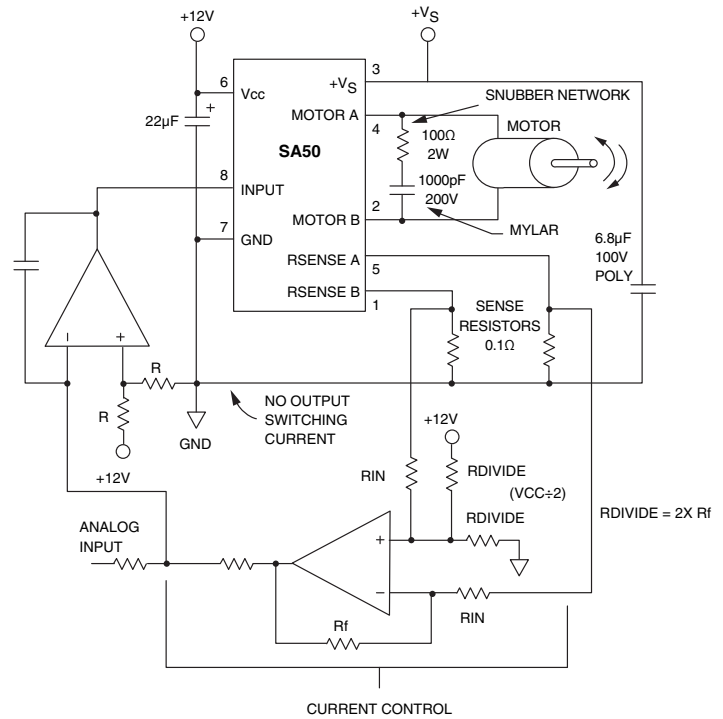 +12V
+VS
6
Vcc
3
+VS
22µF
+
SA50
MOTOR A
4
SNUBBER NETWORK
100Ω
2W
MOTOR
1000pF
200V
8
INPUT
7
GND
2
MOTOR B
MYLAR
RSENSE A
5
RSENSE B
1
6.8µF
100V
POLY
SENSE
RESISTORS
0.1Ω
–
+
R
R
+12V
GND
NO OUTPUT
SWITCHING
CURRENT
+12V
RIN
RDIVIDE
(VCC÷2)
RDIVIDE
RDIVIDE = 2X Rf
ANALOG
INPUT
+
–
RIN
Rf
CURRENT CONTROL